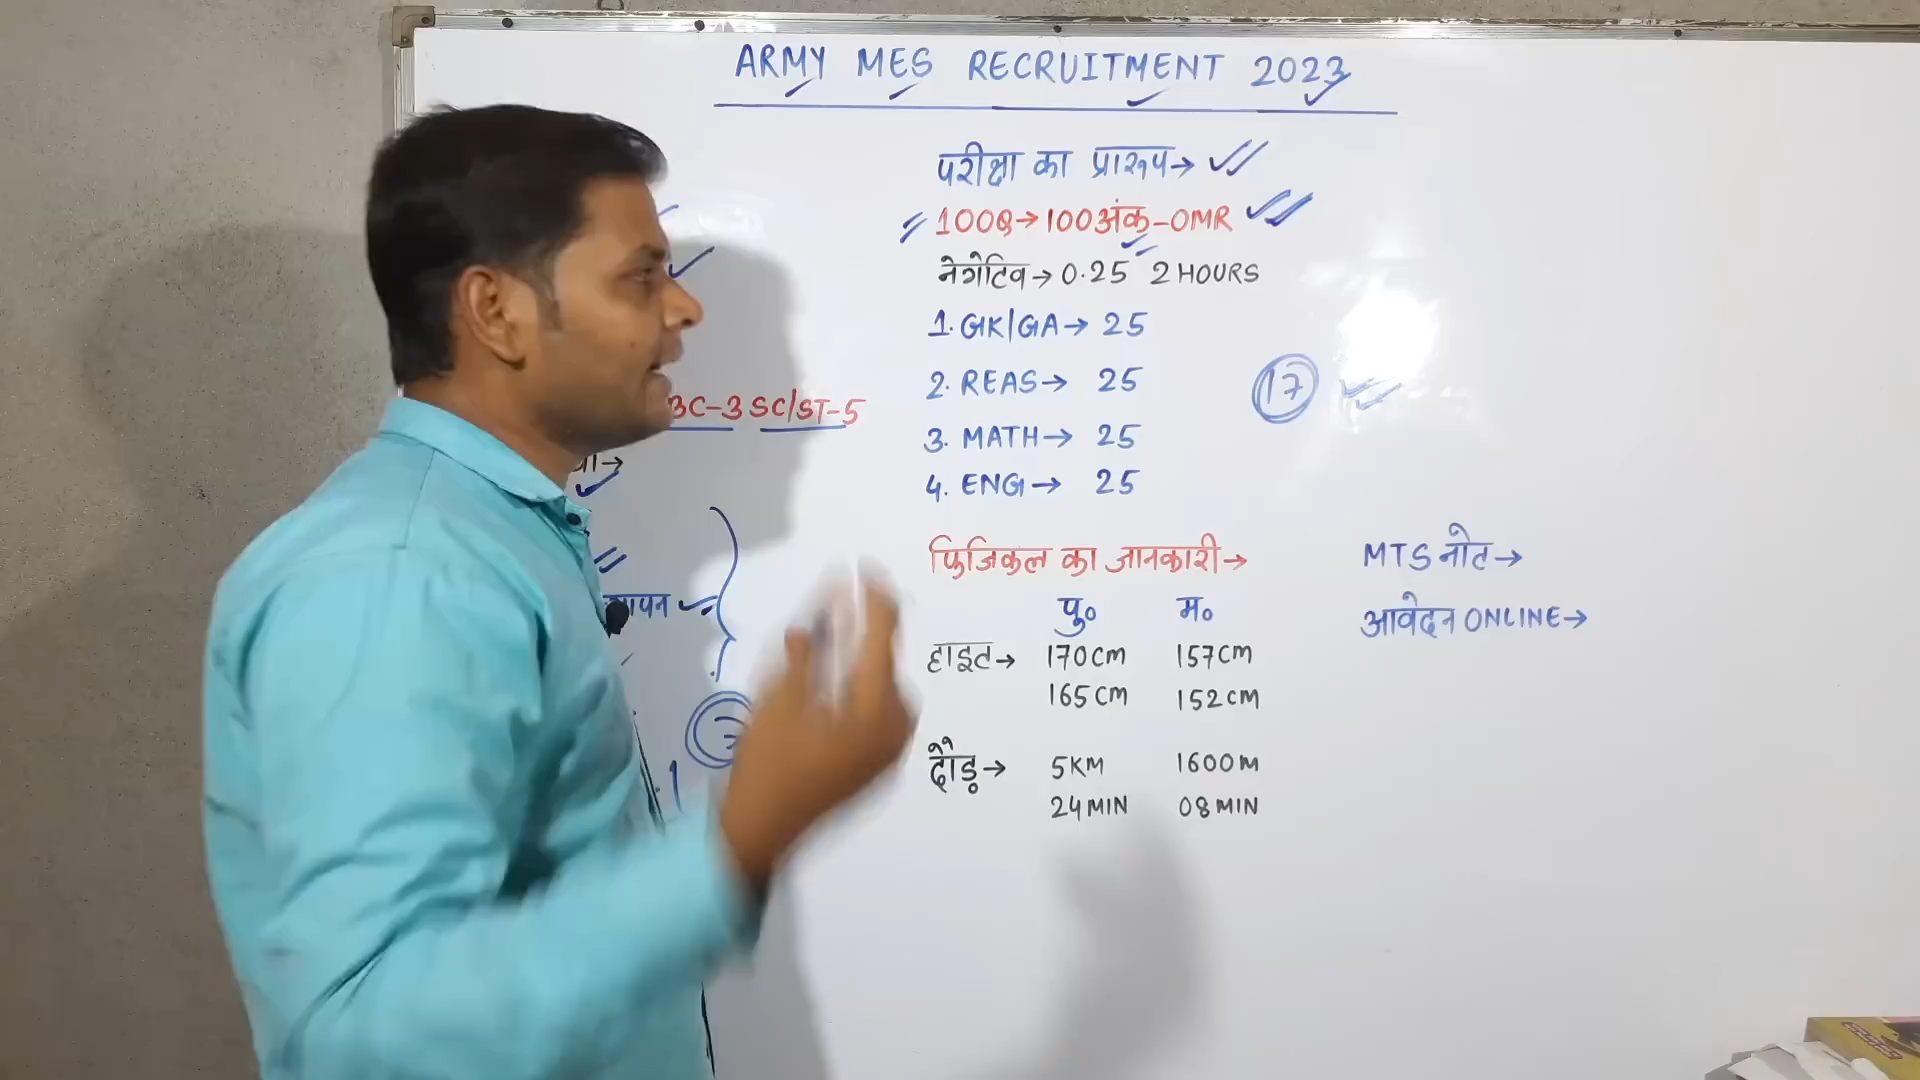 ARMY MES RECRUITMENT 2023
परीक्षा का प्रारूप→
100Q→100अंक-OMR
नेगेटिव→0.25 2 HOURS
1. GK/GA→ 25
2. REAS→ 25
17
3. MATH→ 25
4. ENG→ 25
BC-3 SC/ST-5
फिजिकल का जानकारी→
पु० म०
हाइट→ 170CM 157CM
165CM 152CM
दौड़→ 5KM 1600M
24MIN 08MIN
MTS नोट→
आवेदन ONLINE→